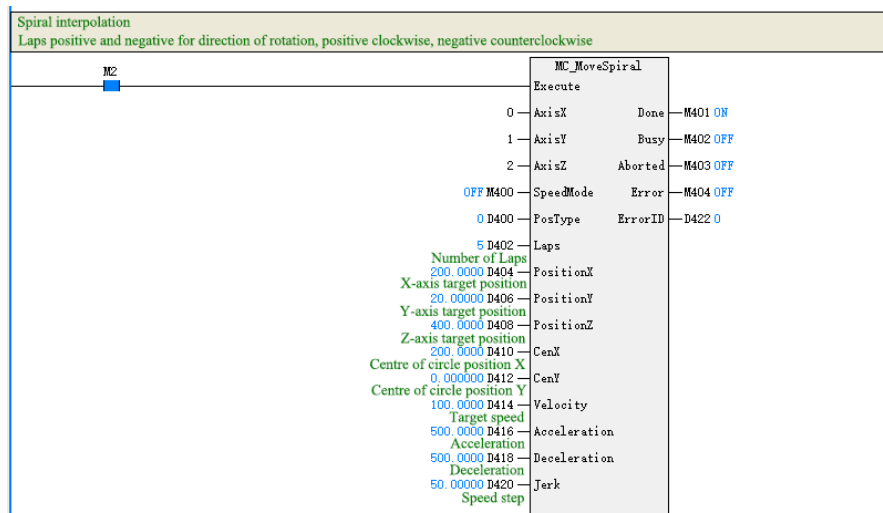 Spiral interpolation
Laps positive and negative for direction of rotation, positive clockwise, negative counterclockwise
M2
MC_MoveSpiral
Execute
0 AxisX Done M401 ON
1 AxisY Busy M402 OFF
2 AxisZ Aborted M403 OFF
OFF M400 SpeedMode Error M404 OFF
0 D400 PosType ErrorID D422 0
5 D402 Laps
Number of Laps
200.0000 D404 PositionX
X-axis target position
20.00000 D406 PositionY
Y-axis target position
400.0000 D408 PositionZ
Z-axis target position
200.0000 D410 CenX
Centre of circle position X
0.000000 D412 CenY
Centre of circle position Y
100.0000 D414 Velocity
Target speed
500.0000 D416 Acceleration
Acceleration
500.0000 D418 Deceleration
Deceleration
50.00000 D420 Jerk
Speed step